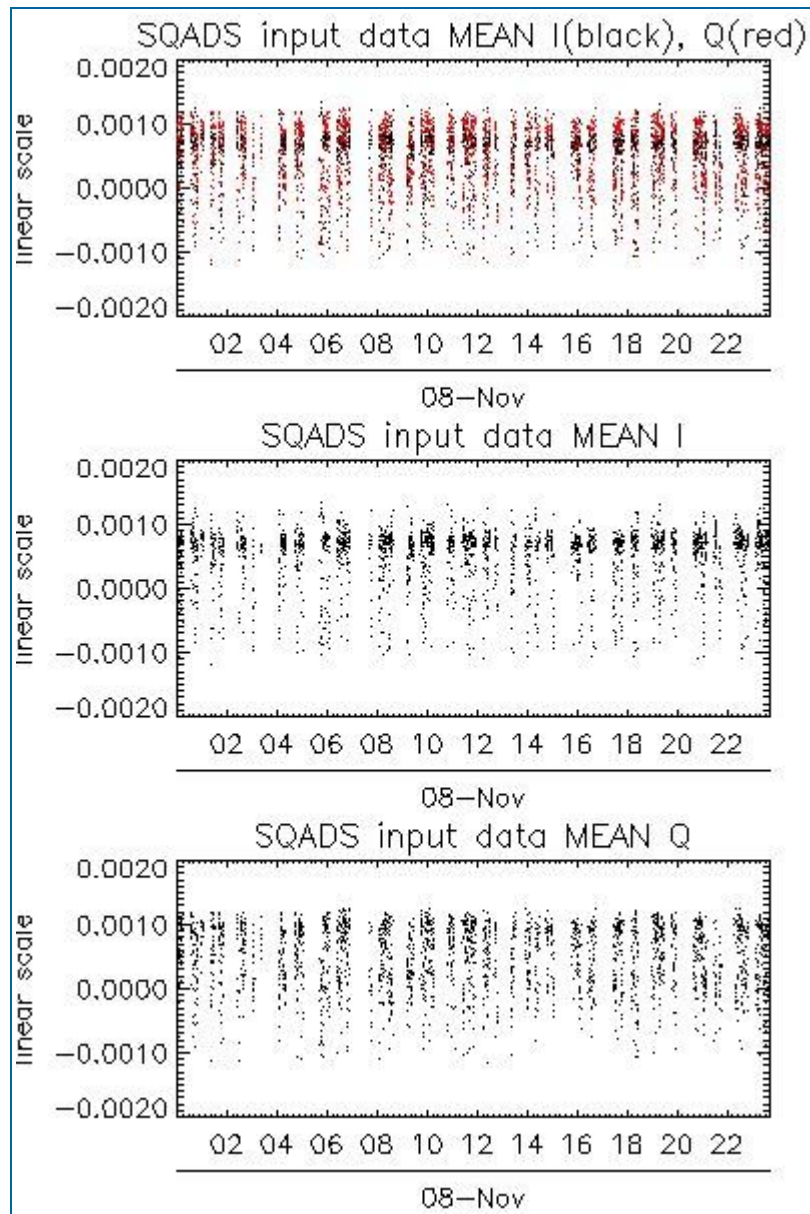 SQADS input data MEAN I(black), Q(red)
linear scale
0.0020
0.0010
0.0000
−0.0010
−0.0020
02 04 06 08 10 12 14 16 18 20 22
08−Nov
SQADS input data MEAN I
linear scale
0.0020
0.0010
0.0000
−0.0010
−0.0020
02 04 06 08 10 12 14 16 18 20 22
08−Nov
SQADS input data MEAN Q
linear scale
0.0020
0.0010
0.0000
−0.0010
−0.0020
02 04 06 08 10 12 14 16 18 20 22
08−Nov